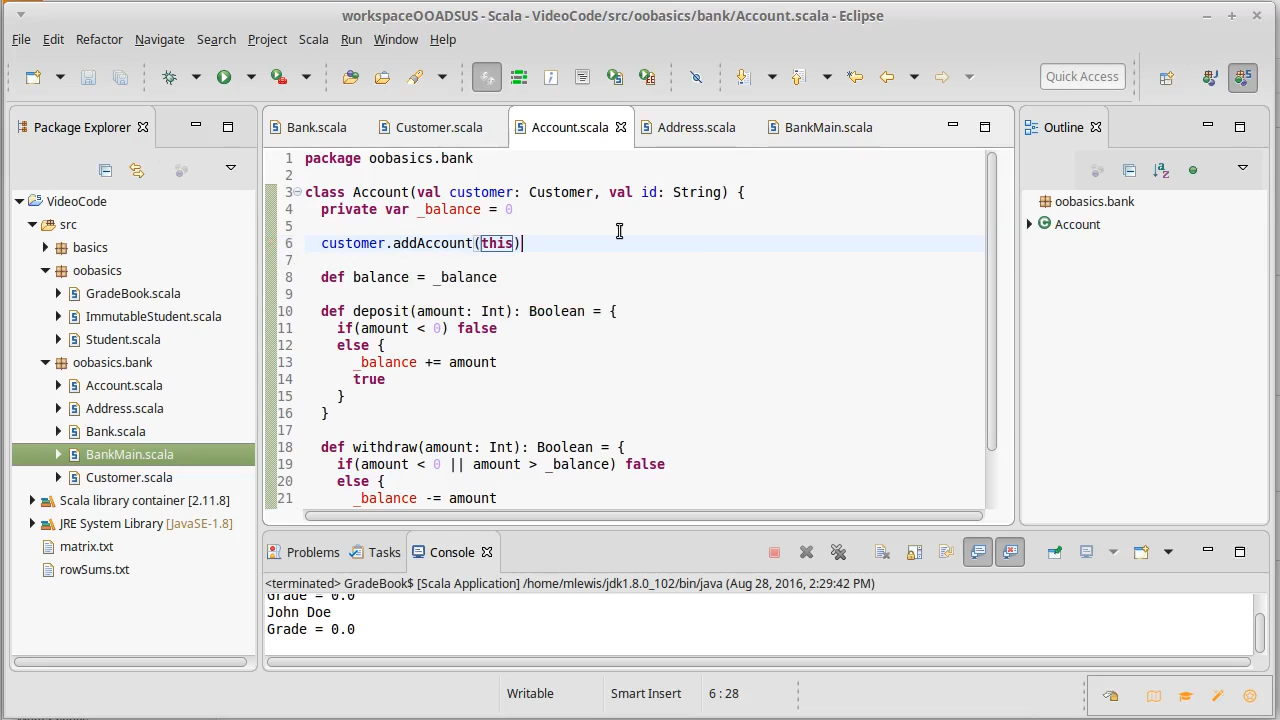 workspaceOOADSUS - Scala - VideoCode/src/oobasics/bank/Account.scala - Eclipse
File Edit Refactor Navigate Search Project Scala Run Window Help
Quick Access
Package Explorer
VideoCode
src
basics
oobasics
GradeBook.scala
ImmutableStudent.scala
Student.scala
oobasics.bank
Account.scala
Address.scala
Bank.scala
BankMain.scala
Customer.scala
Scala library container [2.11.8]
JRE System Library [JavaSE-1.8]
matrix.txt
rowSums.txt
Bank.scala Customer.scala Account.scala Address.scala BankMain.scala
1 package oobasics.bank
2
3 class Account(val customer: Customer, val id: String) {
4 private var _balance = 0
5
6 customer.addAccount(this)
7
8 def balance = _balance
9
10 def deposit(amount: Int): Boolean = {
11 if(amount < 0) false
12 else {
13 _balance += amount
14 true
15 }
16 }
17
18 def withdraw(amount: Int): Boolean = {
19 if(amount < 0 || amount > _balance) false
20 else {
21 _balance -= amount
Outline
oobasics.bank
Account
Problems Tasks Console
<terminated> GradeBook$ [Scala Application] /home/mlewis/jdk1.8.0_102/bin/java (Aug 28, 2016, 2:29:42 PM)
Grade = 0.0
John Doe
Grade = 0.0
Writable Smart Insert 6 : 28